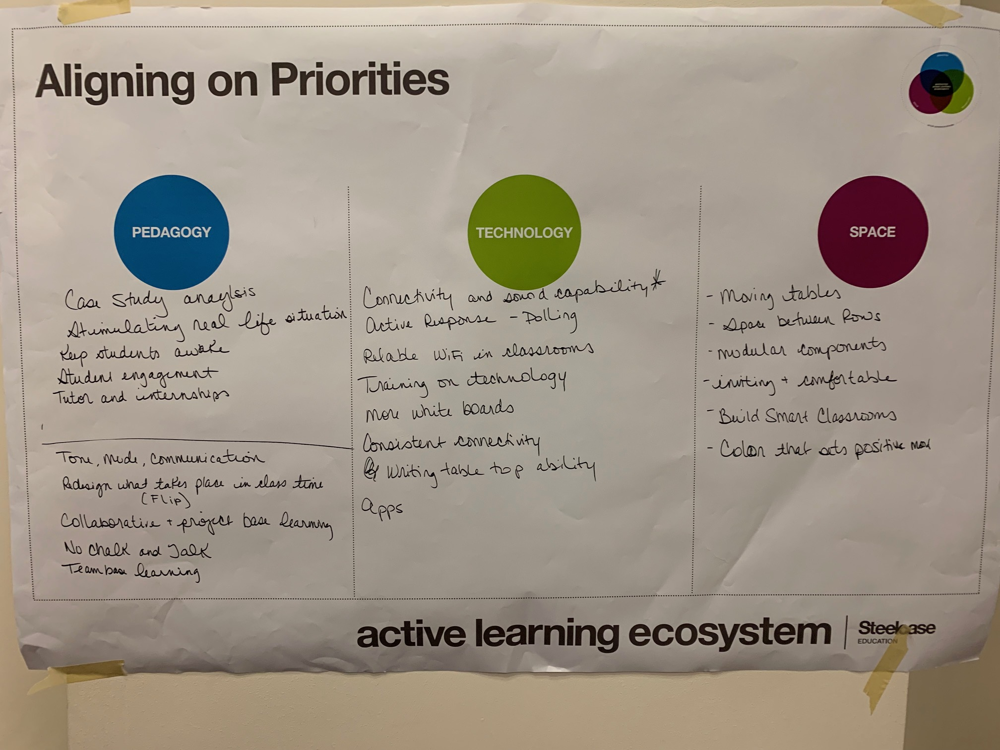 Aligning on Priorities
PEDAGOGY
Case Study anaylsis
Stimulating real life situation
Keep students awake
Student engagement
Tutor and internships
Tone, mode, communication
Redesign what takes place in class time
(Flip)
Collaborative + project base learning
No chalk and Talk
Team base learning
TECHNOLOGY
Connectivity and sound capability*
Active Response - Polling
Relable WiFi in classrooms
Training on technology
more white boards
Consistent connectivity
Writing table top ability
Apps
SPACE
- Moving tables
- Space between Rows
- modular components
- inviting + comfortable
- Build Smart Classrooms
- Color that sets positive mod
active learning ecosystem
Steelcase
EDUCATION